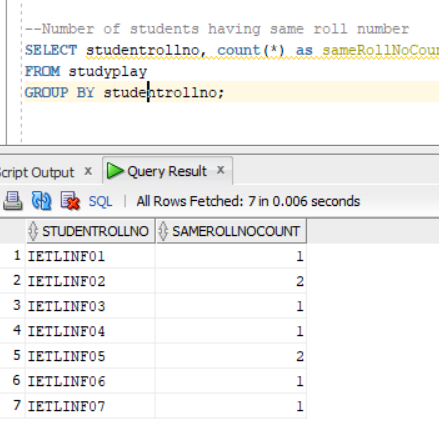 --Number of students having same roll number
SELECT studentrollno, count(*) as sameRollNoCoun
FROM studyplay
GROUP BY studentrollno;
cript Output x Query Result x
SQL | All Rows Fetched: 7 in 0.006 seconds
STUDENTROLLNO SAMEROLLNOCOUNT
1 IETLINF01 1
2 IETLINF02 2
3 IETLINF03 1
4 IETLINF04 1
5 IETLINF05 2
6 IETLINF06 1
7 IETLINF07 1